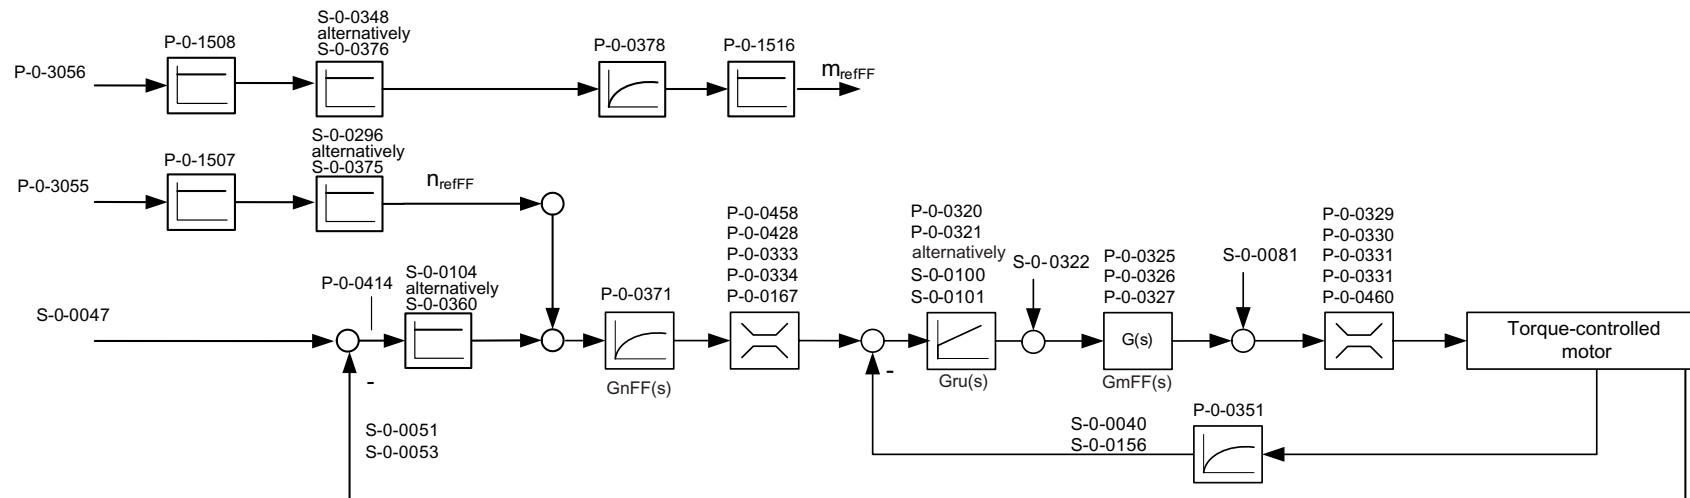 S-0-0348
alternatively
S-0-0376
P-0-1508
P-0-0378
P-0-1516
P-0-3056
mrefFF
S-0-0296
alternatively
S-0-0375
P-0-1507
P-0-3055
nrefFF
P-0-0458
P-0-0428
P-0-0333
P-0-0334
P-0-0167
P-0-0320
P-0-0321
alternatively
S-0-0100
S-0-0101
P-0-0329
P-0-0330
P-0-0331
P-0-0331
P-0-0460
S-0-0322
P-0-0325
P-0-0326
P-0-0327
S-0-0081
P-0-0414
S-0-0104
alternatively
S-0-0360
P-0-0371
S-0-0047
G(s)
Torque-controlled
motor
-
-
GnFF(s)
Gru(s)
GmFF(s)
S-0-0051
S-0-0053
S-0-0040
S-0-0156
P-0-0351